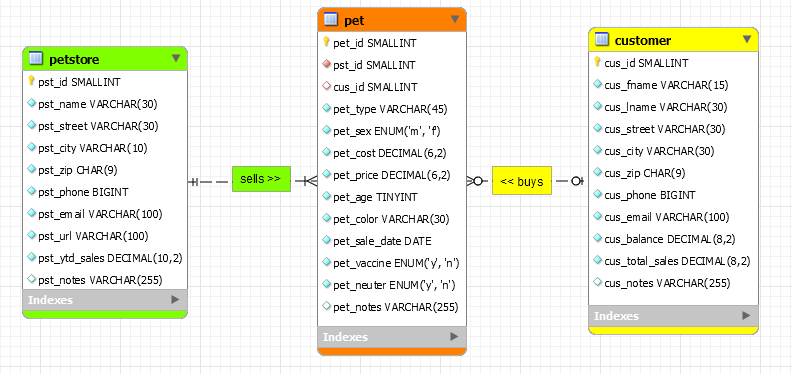 petstore
pst_id SMALLINT
pst_name VARCHAR(30)
pst_street VARCHAR(30)
pst_city VARCHAR(10)
pst_zip CHAR(9)
pst_phone BIGINT
pst_email VARCHAR(100)
pst_url VARCHAR(100)
pst_ytd_sales DECIMAL(10,2)
pst_notes VARCHAR(255)
Indexes
sells >>
pet
pet_id SMALLINT
pst_id SMALLINT
cus_id SMALLINT
pet_type VARCHAR(45)
pet_sex ENUM('m', 'f')
pet_cost DECIMAL(6,2)
pet_price DECIMAL(6,2)
pet_age TINYINT
pet_color VARCHAR(30)
pet_sale_date DATE
pet_vaccine ENUM('y', 'n')
pet_neuter ENUM('y', 'n')
pet_notes VARCHAR(255)
Indexes
<< buys
customer
cus_id SMALLINT
cus_fname VARCHAR(15)
cus_lname VARCHAR(30)
cus_street VARCHAR(30)
cus_city VARCHAR(30)
cus_zip CHAR(9)
cus_phone BIGINT
cus_email VARCHAR(100)
cus_balance DECIMAL(8,2)
cus_total_sales DECIMAL(8,2)
cus_notes VARCHAR(255)
Indexes